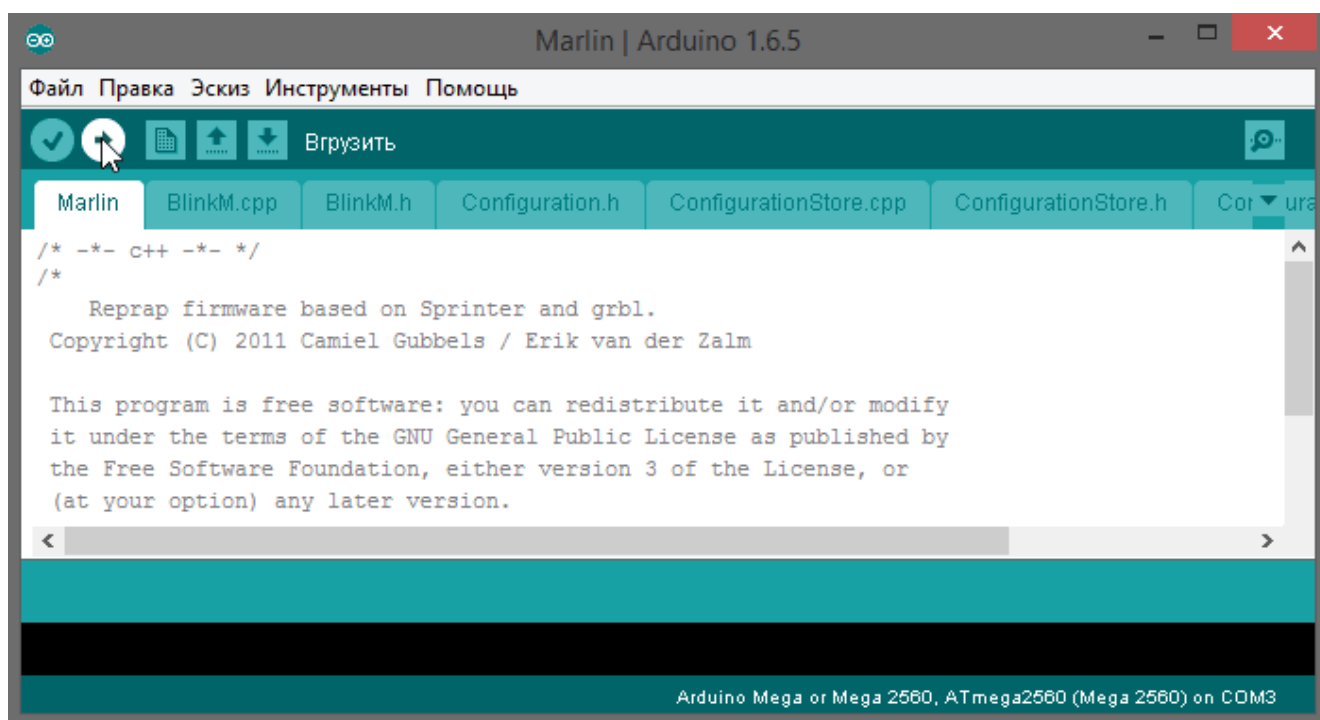 Marlin | Arduino 1.6.5
Файл Правка Эскиз Инструменты Помощь
Вгрузить
Marlin BlinkM.cpp BlinkM.h Configuration.h ConfigurationStore.cpp ConfigurationStore.h
/* -*- c++ -*- */
/*
Reprap firmware based on Sprinter and grbl.
Copyright (C) 2011 Camiel Gubbels / Erik van der Zalm
This program is free software: you can redistribute it and/or modify
it under the terms of the GNU General Public License as published by
the Free Software Foundation, either version 3 of the License, or
(at your option) any later version.
Arduino Mega or Mega 2560, ATmega2560 (Mega 2560) on COM3